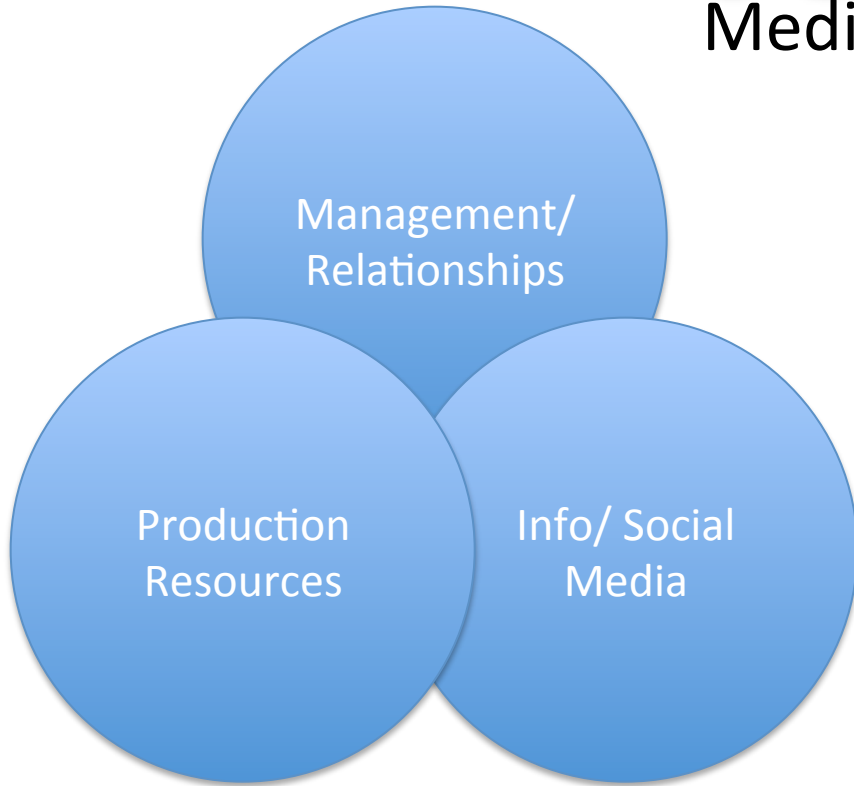 Medi
Management/
Relationships
Production
Resources
Info/ Social
Media